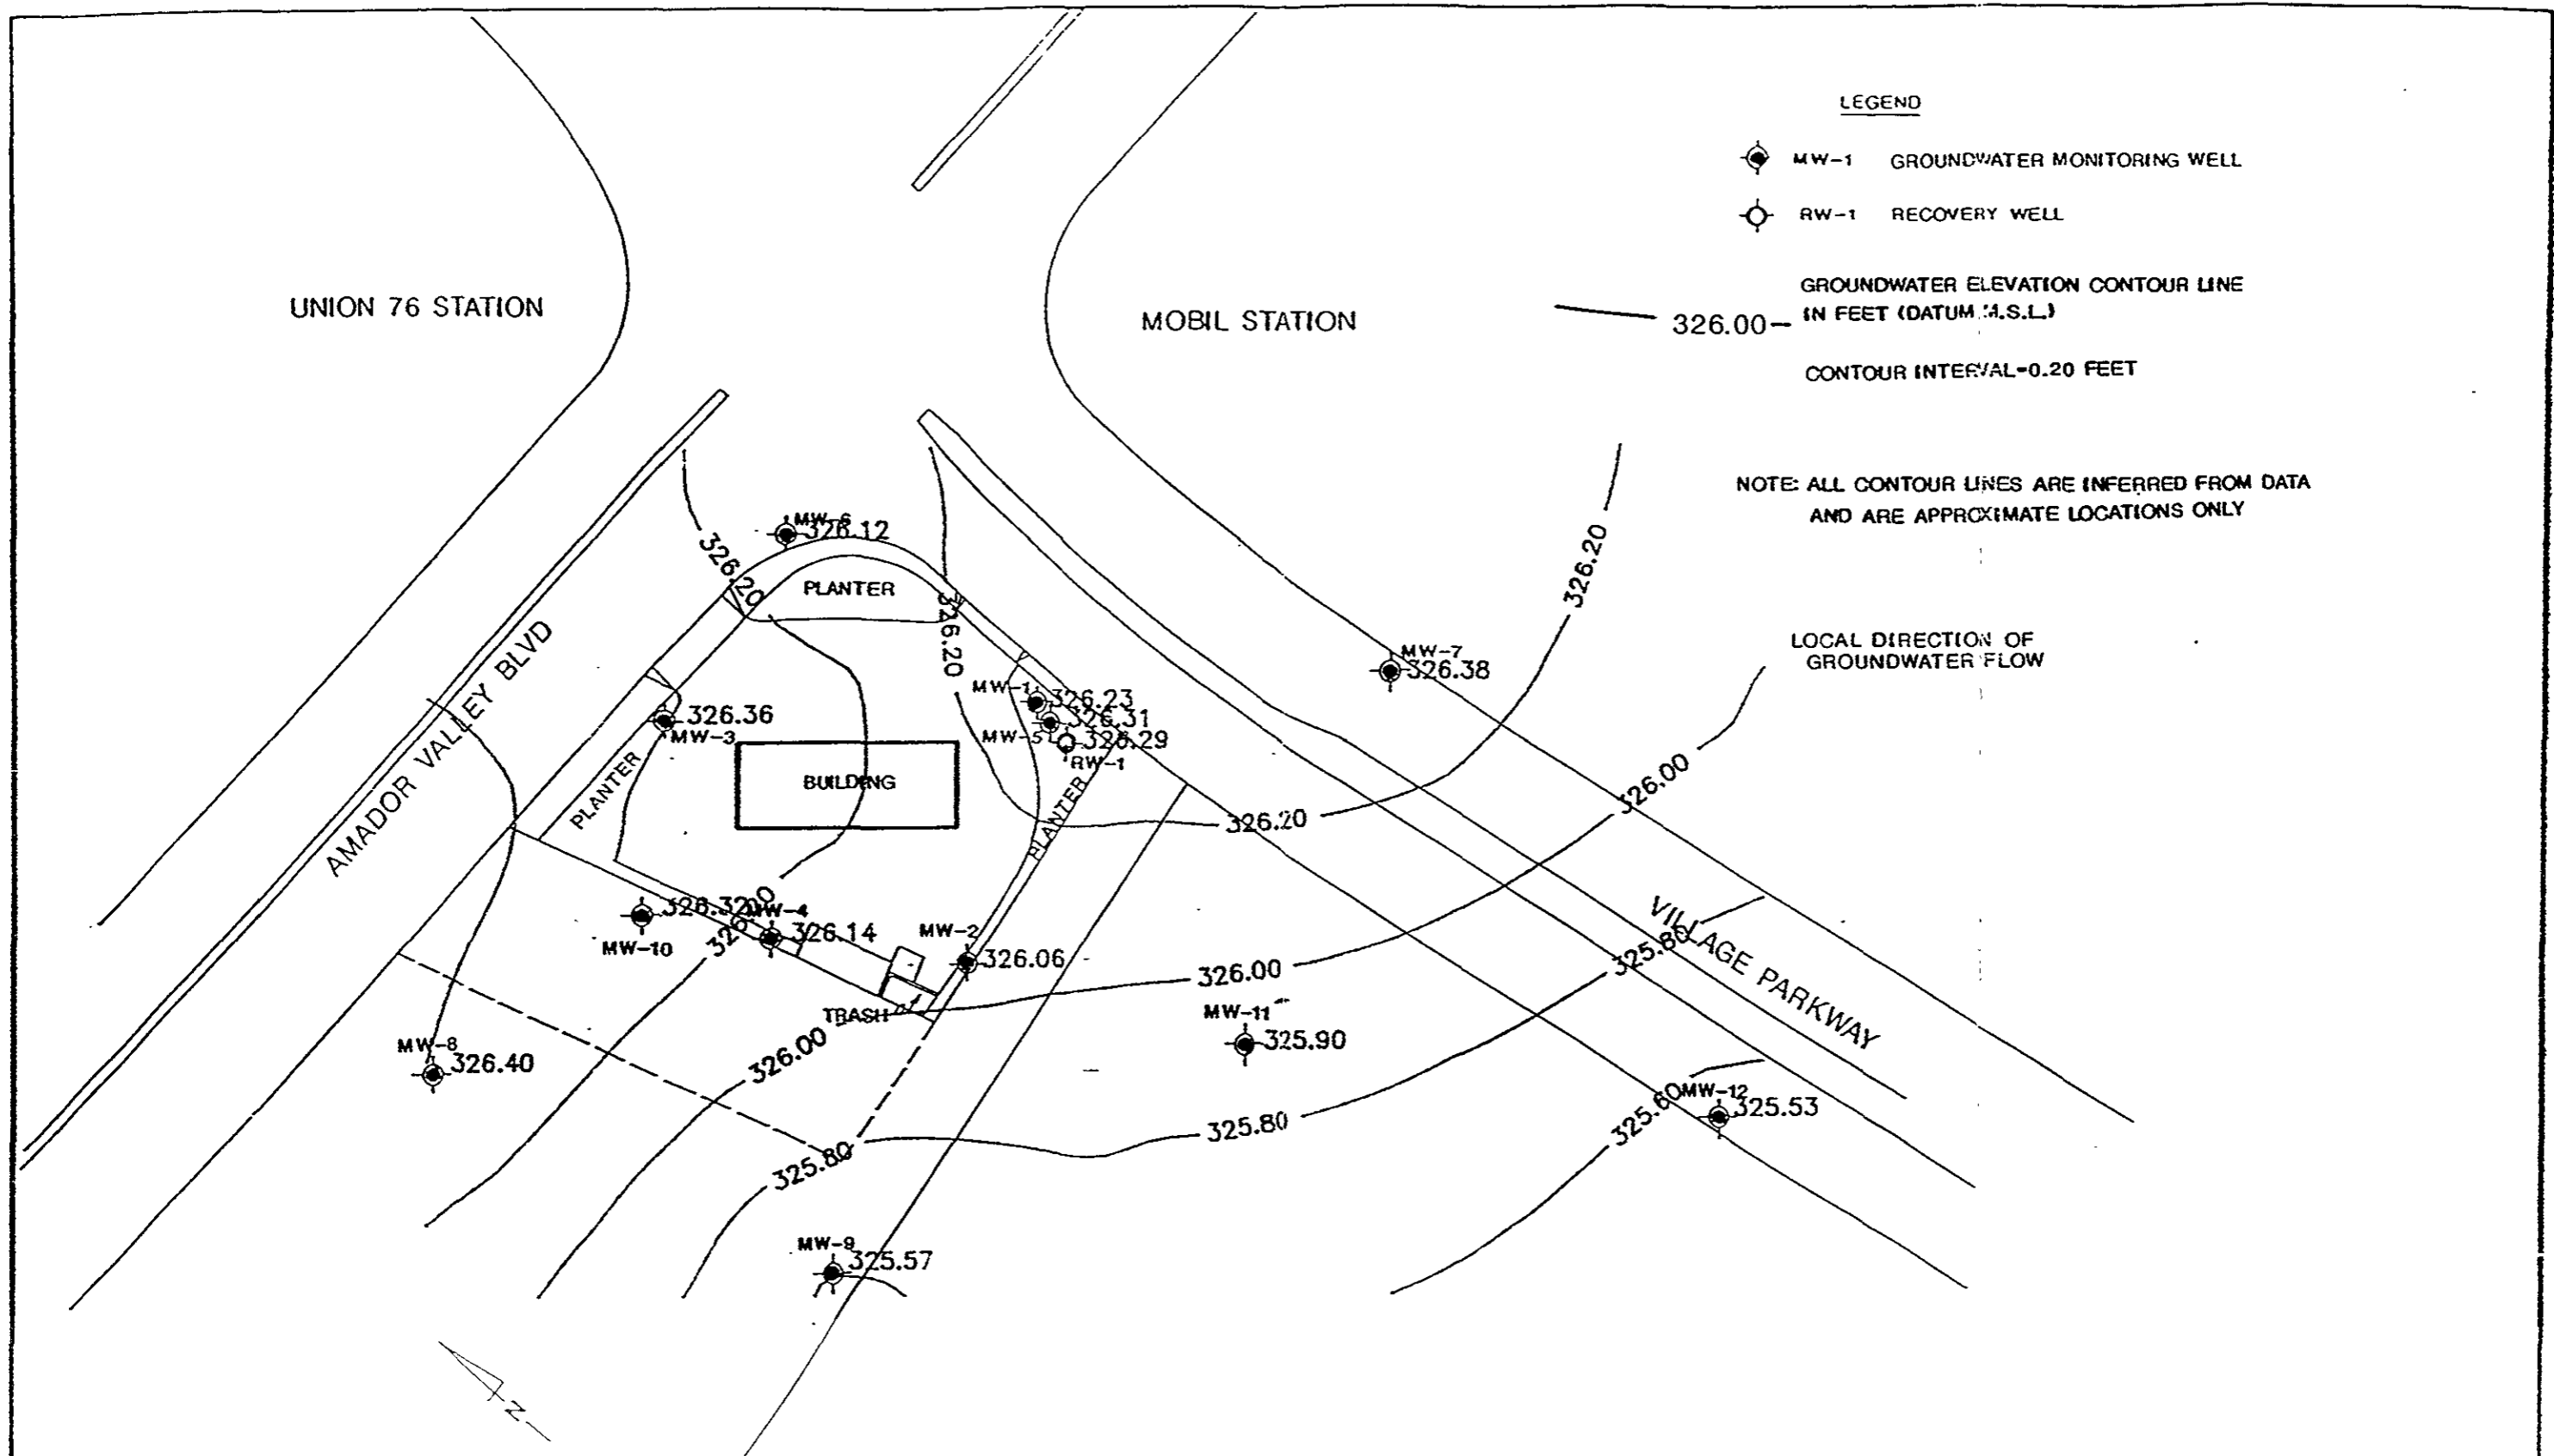 LEGEND
MW-1 GROUNDWATER MONITORING WELL
RW-1 RECOVERY WELL
GROUNDWATER ELEVATION CONTOUR LINE
326.00
IN FEET (DATUM M.S.L.)
CONTOUR INTERVAL=0.20 FEET
NOTE: ALL CONTOUR LINES ARE INFERRED FROM DATA
AND ARE APPROXIMATE LOCATIONS ONLY
LOCAL DIRECTION OF
GROUNDWATER FLOW
UNION 76 STATION
MOBIL STATION
MW-6
326.12
326.20
PLANTER
326.20
326.20
MW-7
326.38
MW-1
326.23
326.31
MW-5
326.29
RW-1
326.36
MW-3
AMADOR VALLEY BLVD
PLANTER
BUILDING
PLANTER
326.20
326.00
326.32
MW-4
326.14
MW-10
MW-2
326.06
326.00
TRASH
326.00
MW-11
325.90
VILLAGE PARKWAY
325.80
MW-8
326.40
325.80
325.80
325.60
MW-12
325.53
MW-9
325.57
N